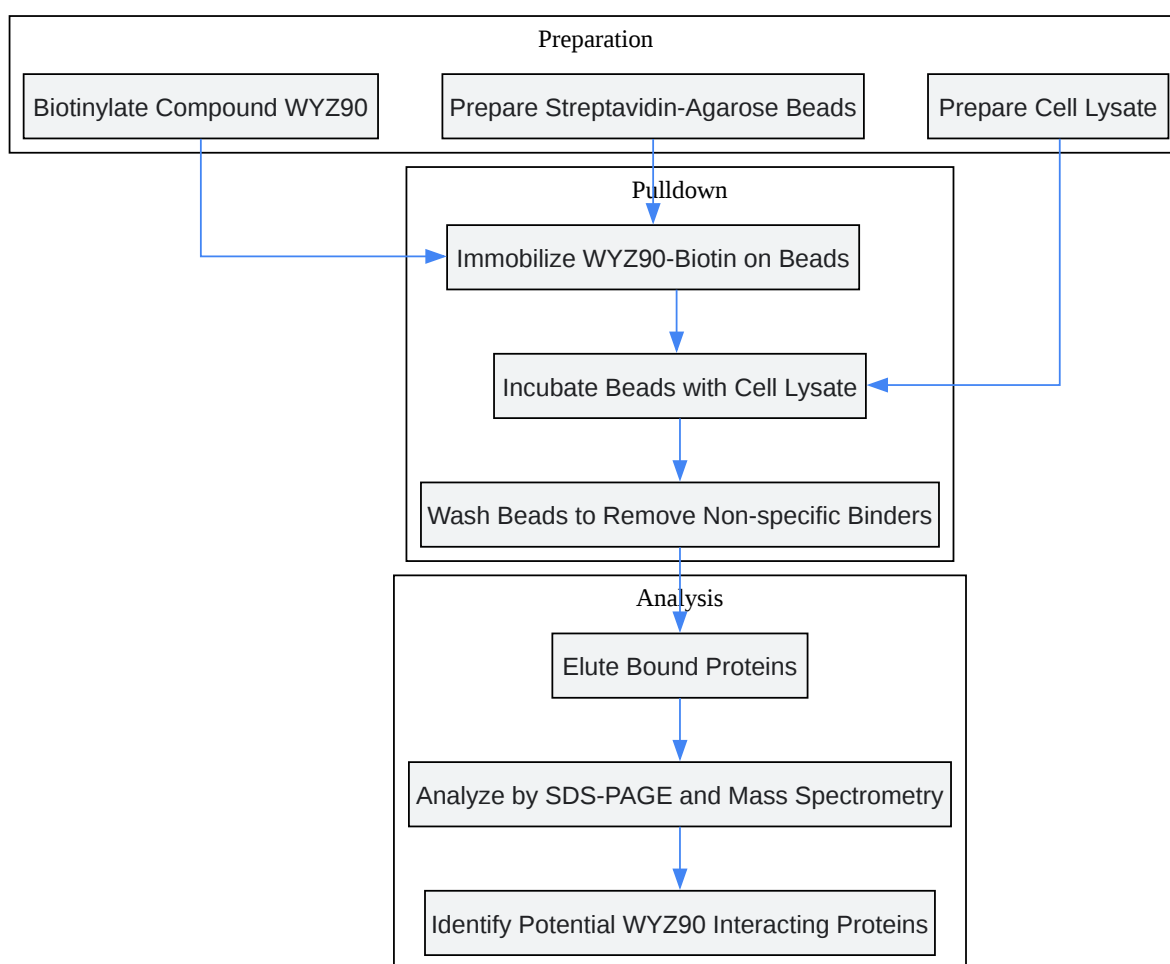 Preparation
Biotinylate Compound WYZ90
Prepare Streptavidin-Agarose Beads
Prepare Cell Lysate
Pulldown
Immobilize WYZ90-Biotin on Beads
Incubate Beads with Cell Lysate
Wash Beads to Remove Non-specific Binders
Analysis
Elute Bound Proteins
Analyze by SDS-PAGE and Mass Spectrometry
Identify Potential WYZ90 Interacting Proteins